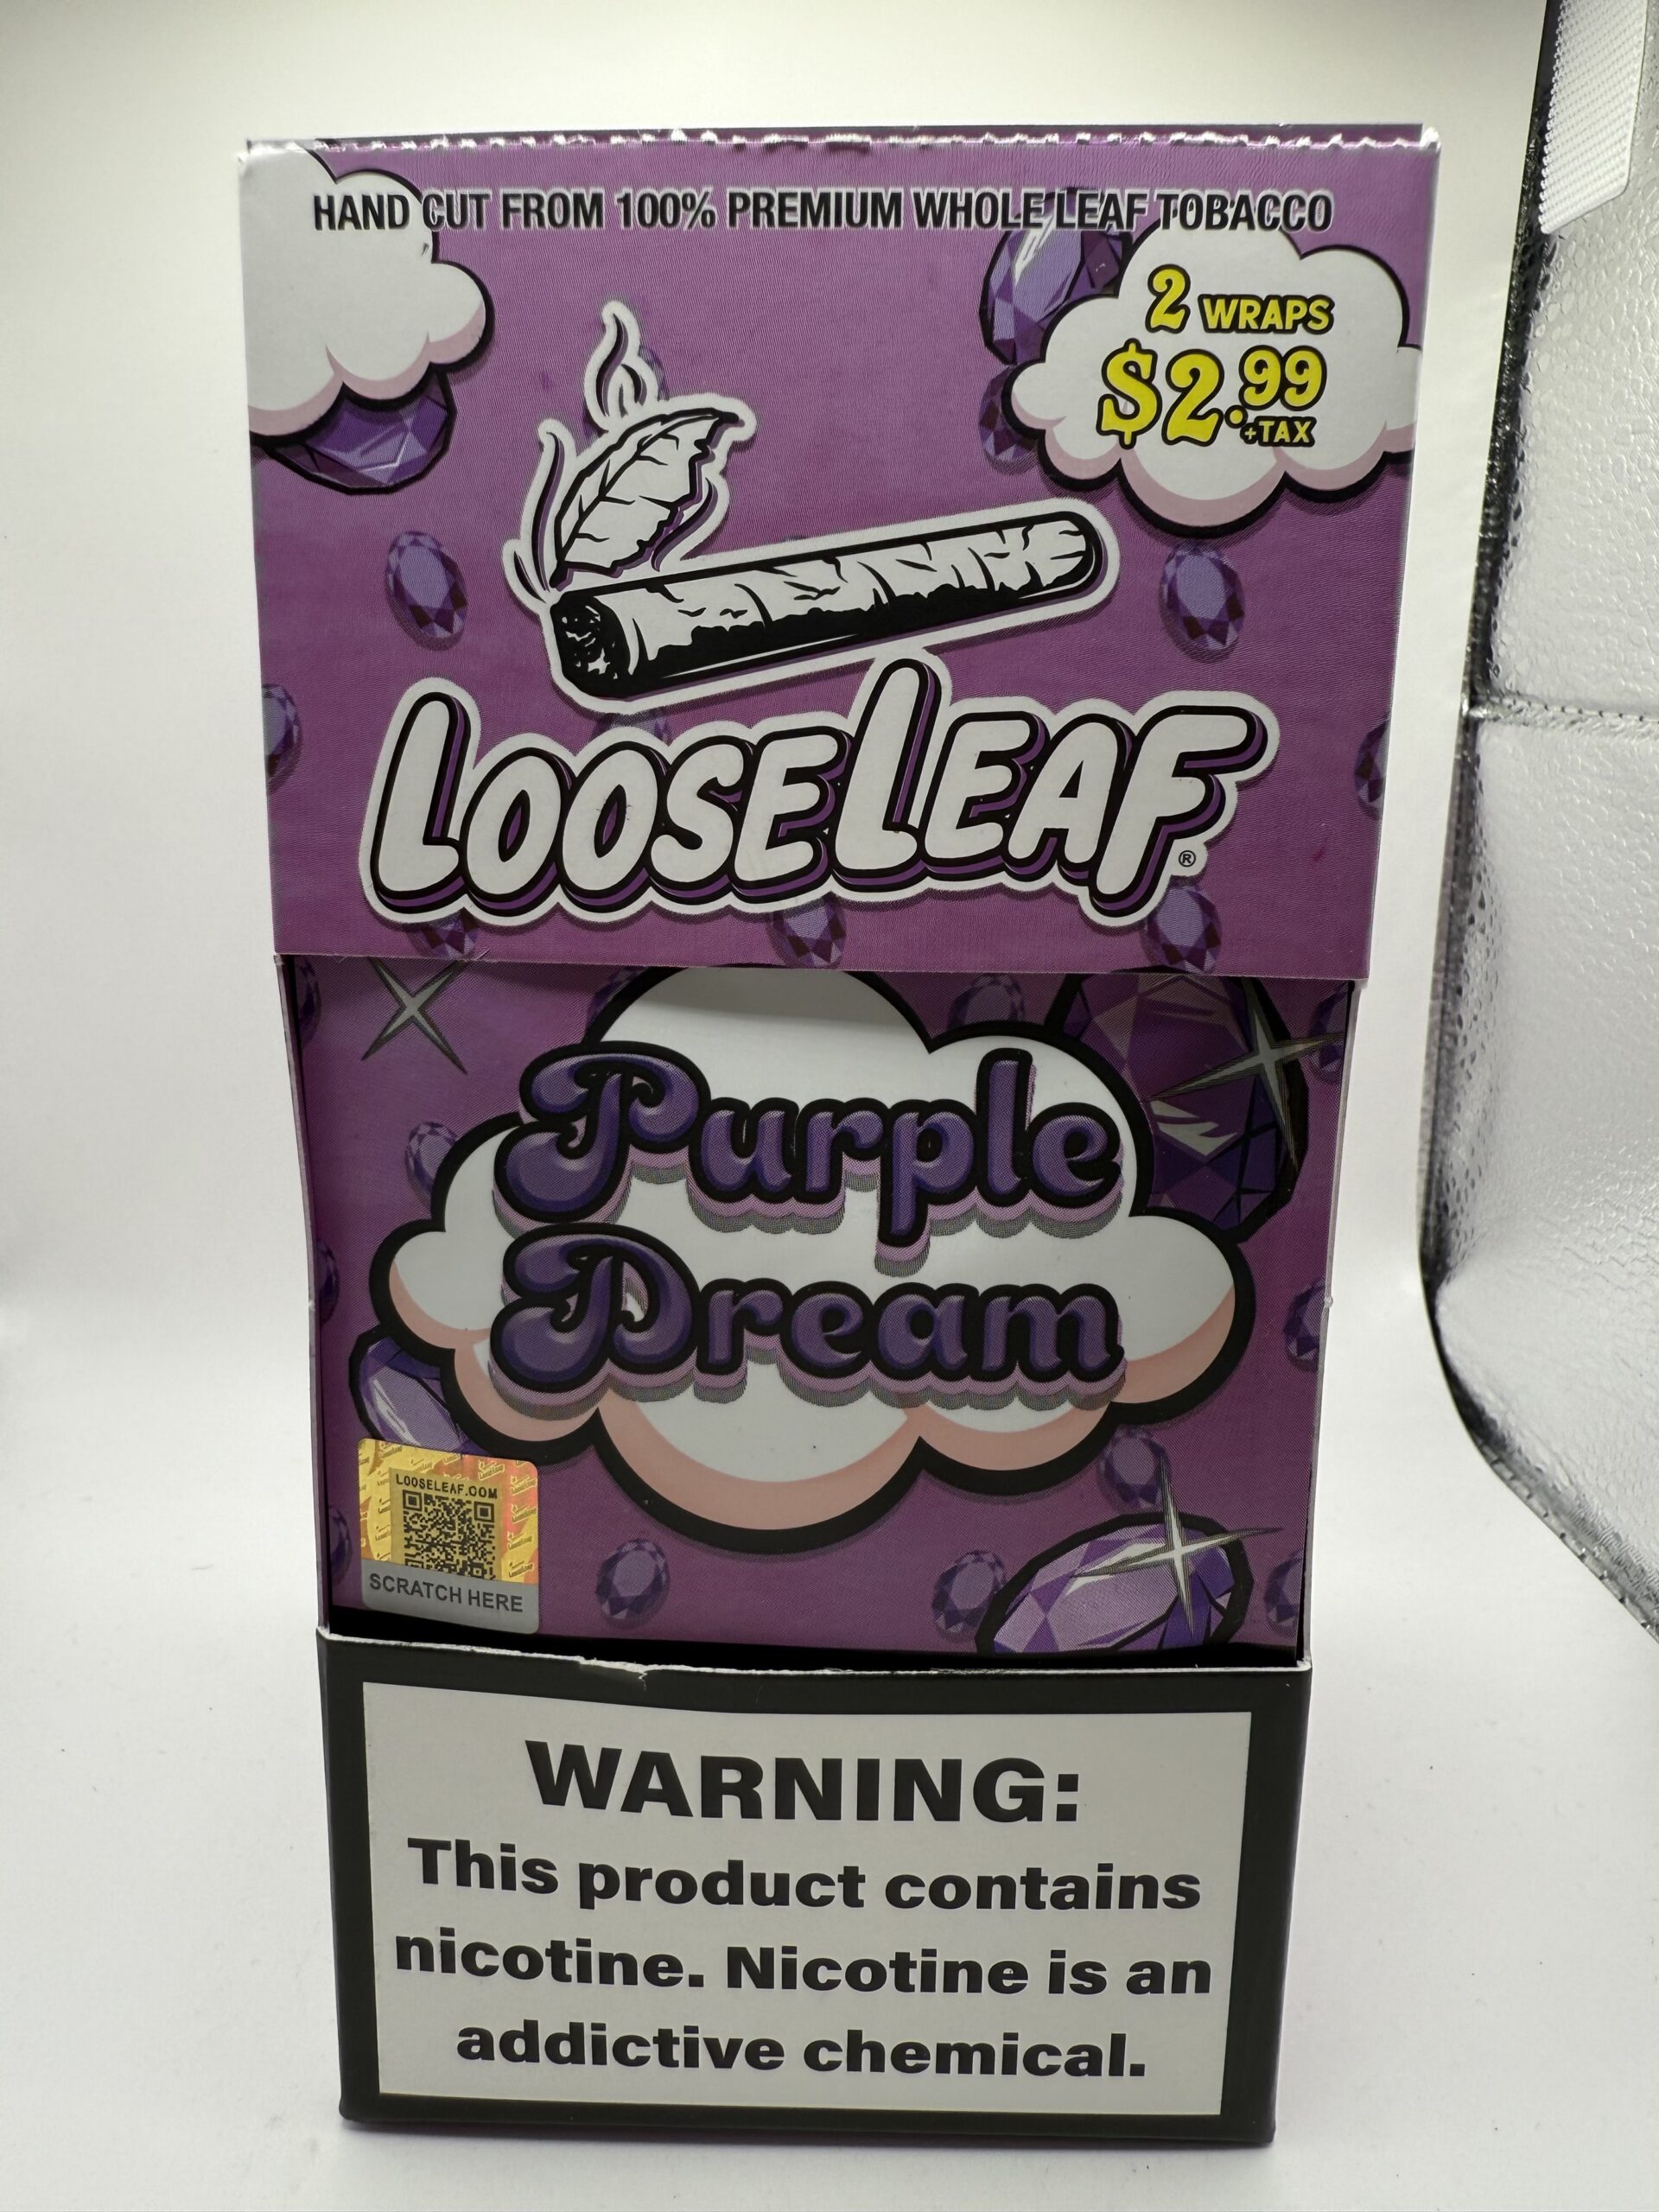 HAND CUT FROM 100% PREMIUM WHOLE LEAF TOBACCO
2 WRAPS
$2.99
+TAX
LOOSELEAF®
Purple
Dream
LOOSELEAF.COM
SCRATCH HERE
WARNING:
This product contains
nicotine. Nicotine is an
addictive chemical.